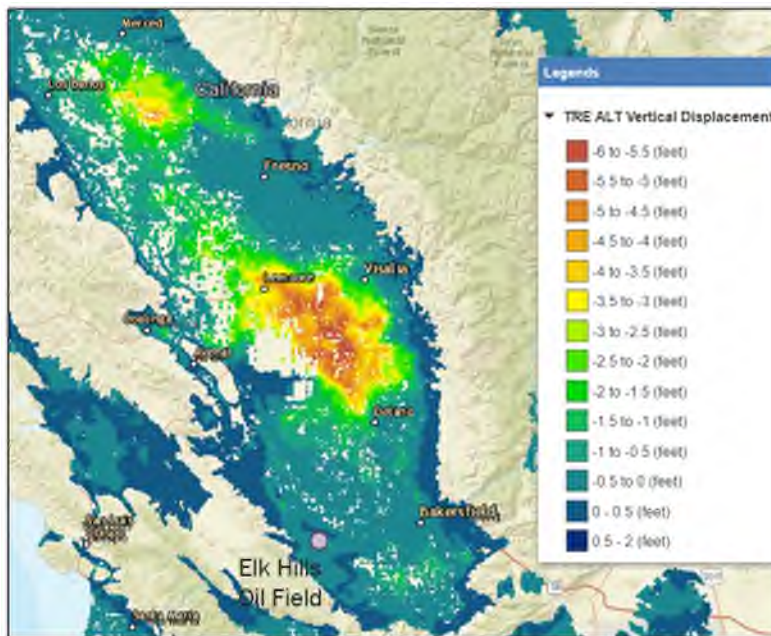 Merced
Sierra
National
Forest
Los Banos
California
Fresno
Legends
TRE ALT Vertical Displacement
-6 to -5.5 (feet)
-5.5 to -5 (feet)
-5 to -4.5 (feet)
-4.5 to -4 (feet)
-4 to -3.5 (feet)
-3.5 to -3 (feet)
-3 to -2.5 (feet)
-2.5 to -2 (feet)
-2 to -1.5 (feet)
-1.5 to -1 (feet)
-1 to -0.5 (feet)
-0.5 to 0 (feet)
0 - 0.5 (feet)
0.5 - 2 (feet)
Visalia
Lemoore
Coalinga
Delano
Bakersfield
Elk Hills
Oil Field
Santa Maria